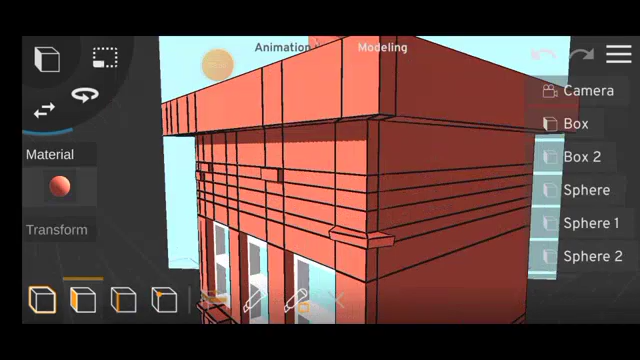 Animation
Modeling
Camera
Box
Material
Box 2
Sphere
Transform
Sphere 1
Sphere 2